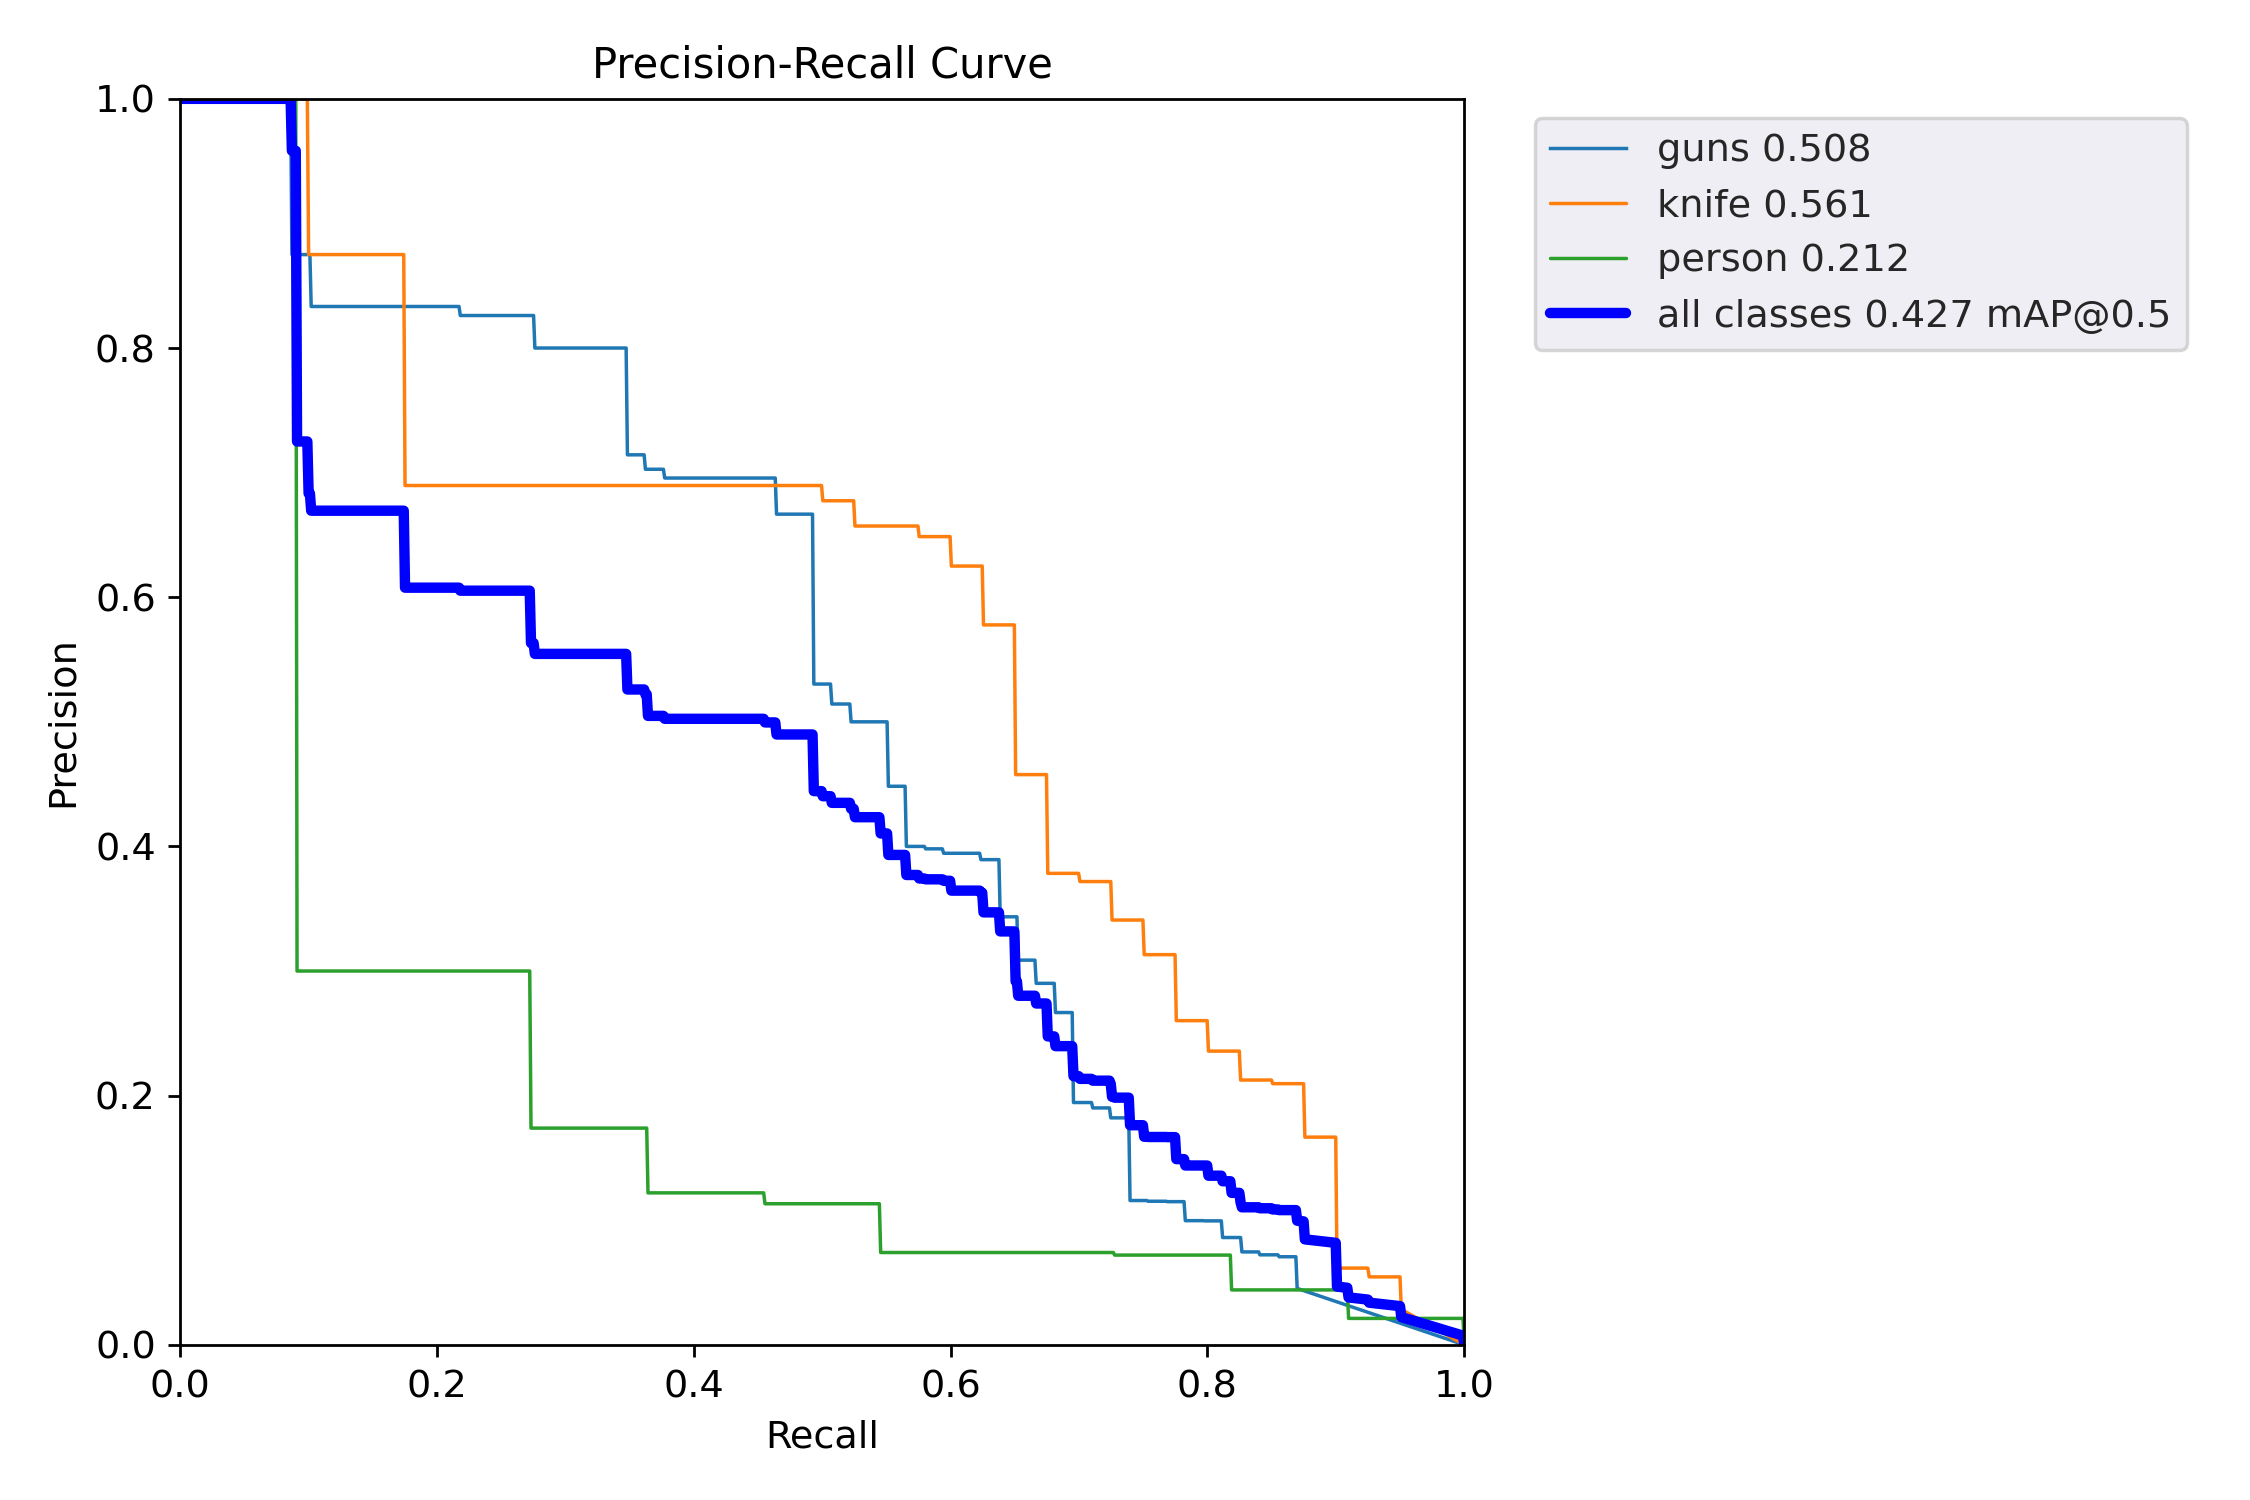 Precision-Recall Curve
1.0
0.8
0.6
0.4
0.2
0.0
Precision
0.0 0.2 0.4 0.6 0.8 1.0
Recall
guns 0.508
knife 0.561
person 0.212
all classes 0.427 mAP@0.5